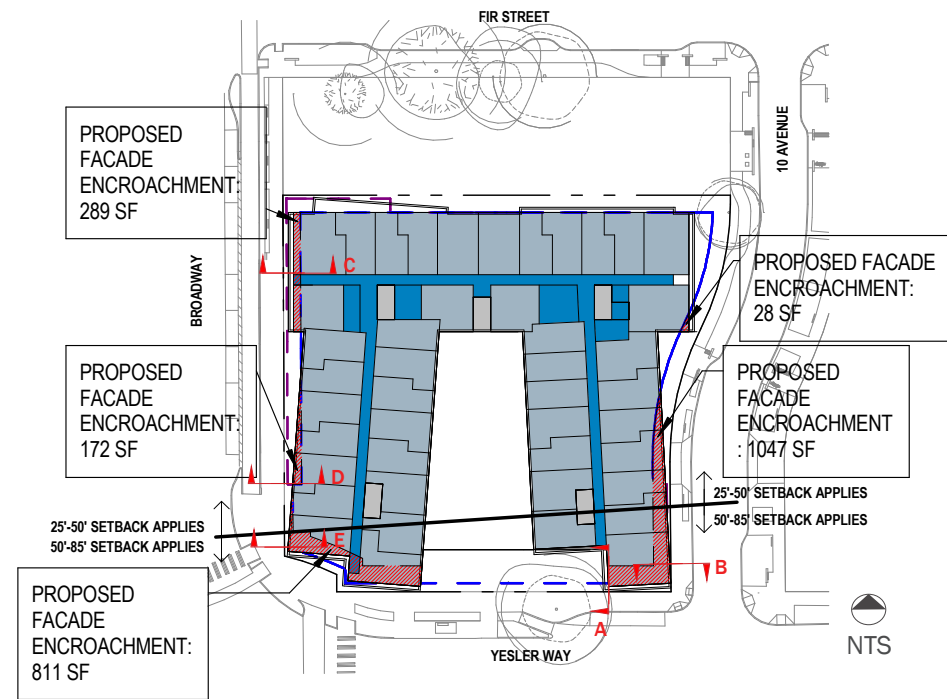 FIR STREET
PROPOSED
FACADE
ENCROACHMENT:
289 SF
10 AVENUE
C
BROADWAY
PROPOSED FACADE
ENCROACHMENT:
28 SF
PROPOSED
FACADE
ENCROACHMENT:
172 SF
PROPOSED
FACADE
ENCROACHMENT
: 1047 SF
D
25'-50' SETBACK APPLIES
50'-85' SETBACK APPLIES
25'-50' SETBACK APPLIES
50'-85' SETBACK APPLIES
E
B
PROPOSED
FACADE
ENCROACHMENT:
811 SF
A
YESLER WAY
NTS